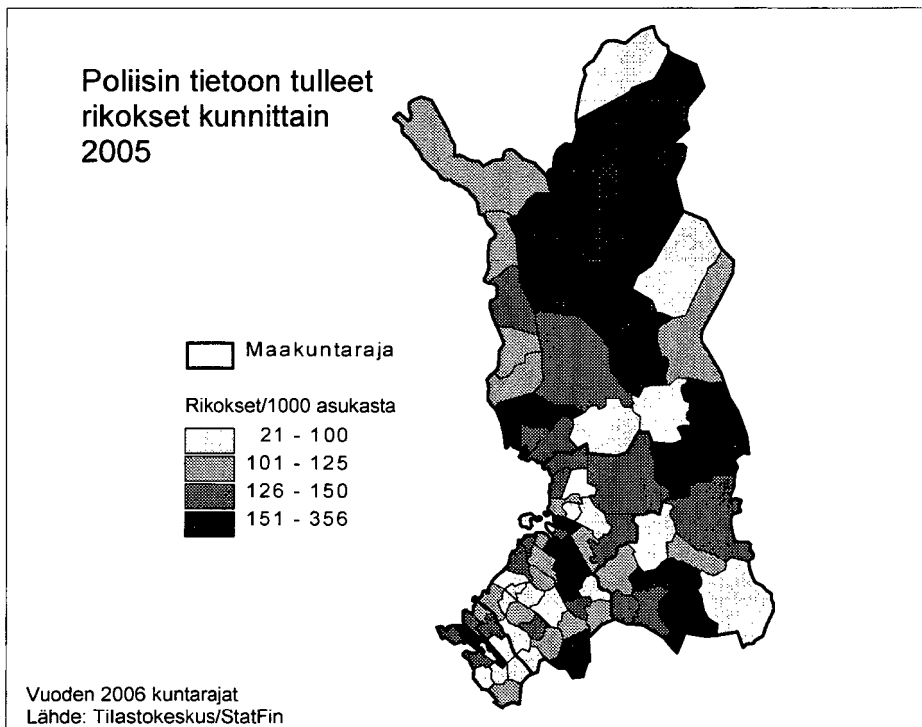 Poliisin tietoon tulleet
rikokset kunnittain
2005
Maakuntaraja
Rikokset/1000 asukasta
21 - 100
101 - 125
126 - 150
151 - 356
Vuoden 2006 kuntarajat
Lähde: Tilastokeskus/StatFin